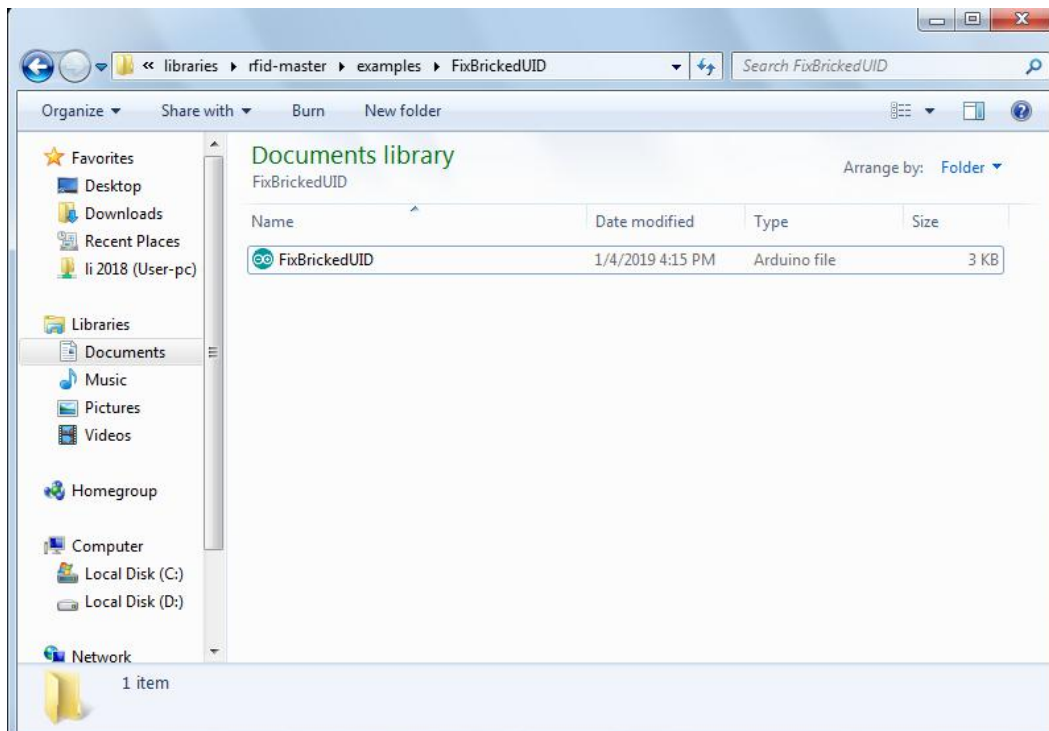 « libraries ▸ rfid-master ▸ examples ▸ FixBrickedUID
Search FixBrickedUID
Organize Share with Burn New folder
Favorites
Desktop
Downloads
Recent Places
li 2018 (User-pc)
Libraries
Documents
Music
Pictures
Videos
Homegroup
Computer
Local Disk (C:)
Local Disk (D:)
Network
Documents library
FixBrickedUID
Arrange by: Folder
Name Date modified Type Size
FixBrickedUID 1/4/2019 4:15 PM Arduino file 3 KB
1 item